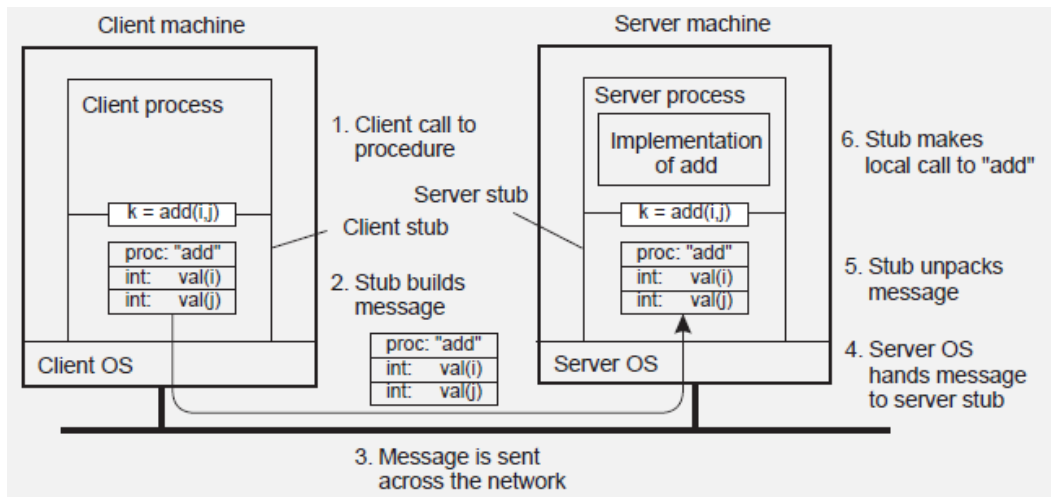 Client machine
Server machine
Client process
Server process
1. Client call to
procedure
Implementation
of add
6. Stub makes
local call to "add"
Server stub
k = add(i,j)
k = add(i,j)
Client stub
proc: "add"
int: val(i)
int: val(j)
proc: "add"
int: val(i)
int: val(j)
2. Stub builds
message
5. Stub unpacks
message
proc: "add"
int: val(i)
int: val(j)
Client OS
Server OS
4. Server OS
hands message
to server stub
3. Message is sent
across the network